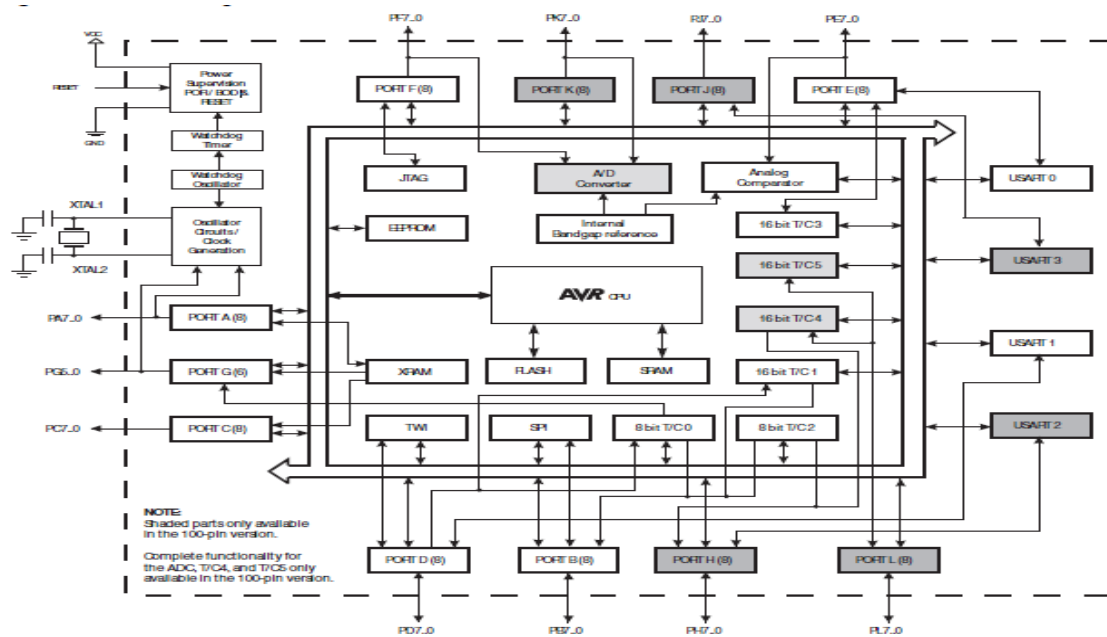 PF7..0
PK7..0
PJ7..0
PE7..0
VCC
RESET
GND
Power
Supervision
POR / BOD &
RESET
Watchdog
Timer
Watchdog
Oscillator
XTAL1
XTAL2
Oscillator
Circuits /
Clock
Generation
PORT F (8)
PORT K (8)
PORT J (8)
PORT E (8)
JTAG
A/D
Converter
Analog
Comparator
USART 0
EEPROM
Internal
Bandgap reference
16 bit T/C 3
16 bit T/C 5
USART 3
AVR CPU
PA7..0
PORT A (8)
16 bit T/C 4
USART 1
PG5..0
PORT G (6)
XRAM
FLASH
SRAM
16 bit T/C 1
PC7..0
PORT C (8)
TWI
SPI
8 bit T/C 0
8 bit T/C 2
USART 2
NOTE:
Shaded parts only available
in the 100-pin version.
Complete functionality for
the ADC, T/C4, and T/C5 only
available in the 100-pin version.
PORT D (8)
PORT B (8)
PORT H (8)
PORT L (8)
PD7..0
PB7..0
PH7..0
PL7..0